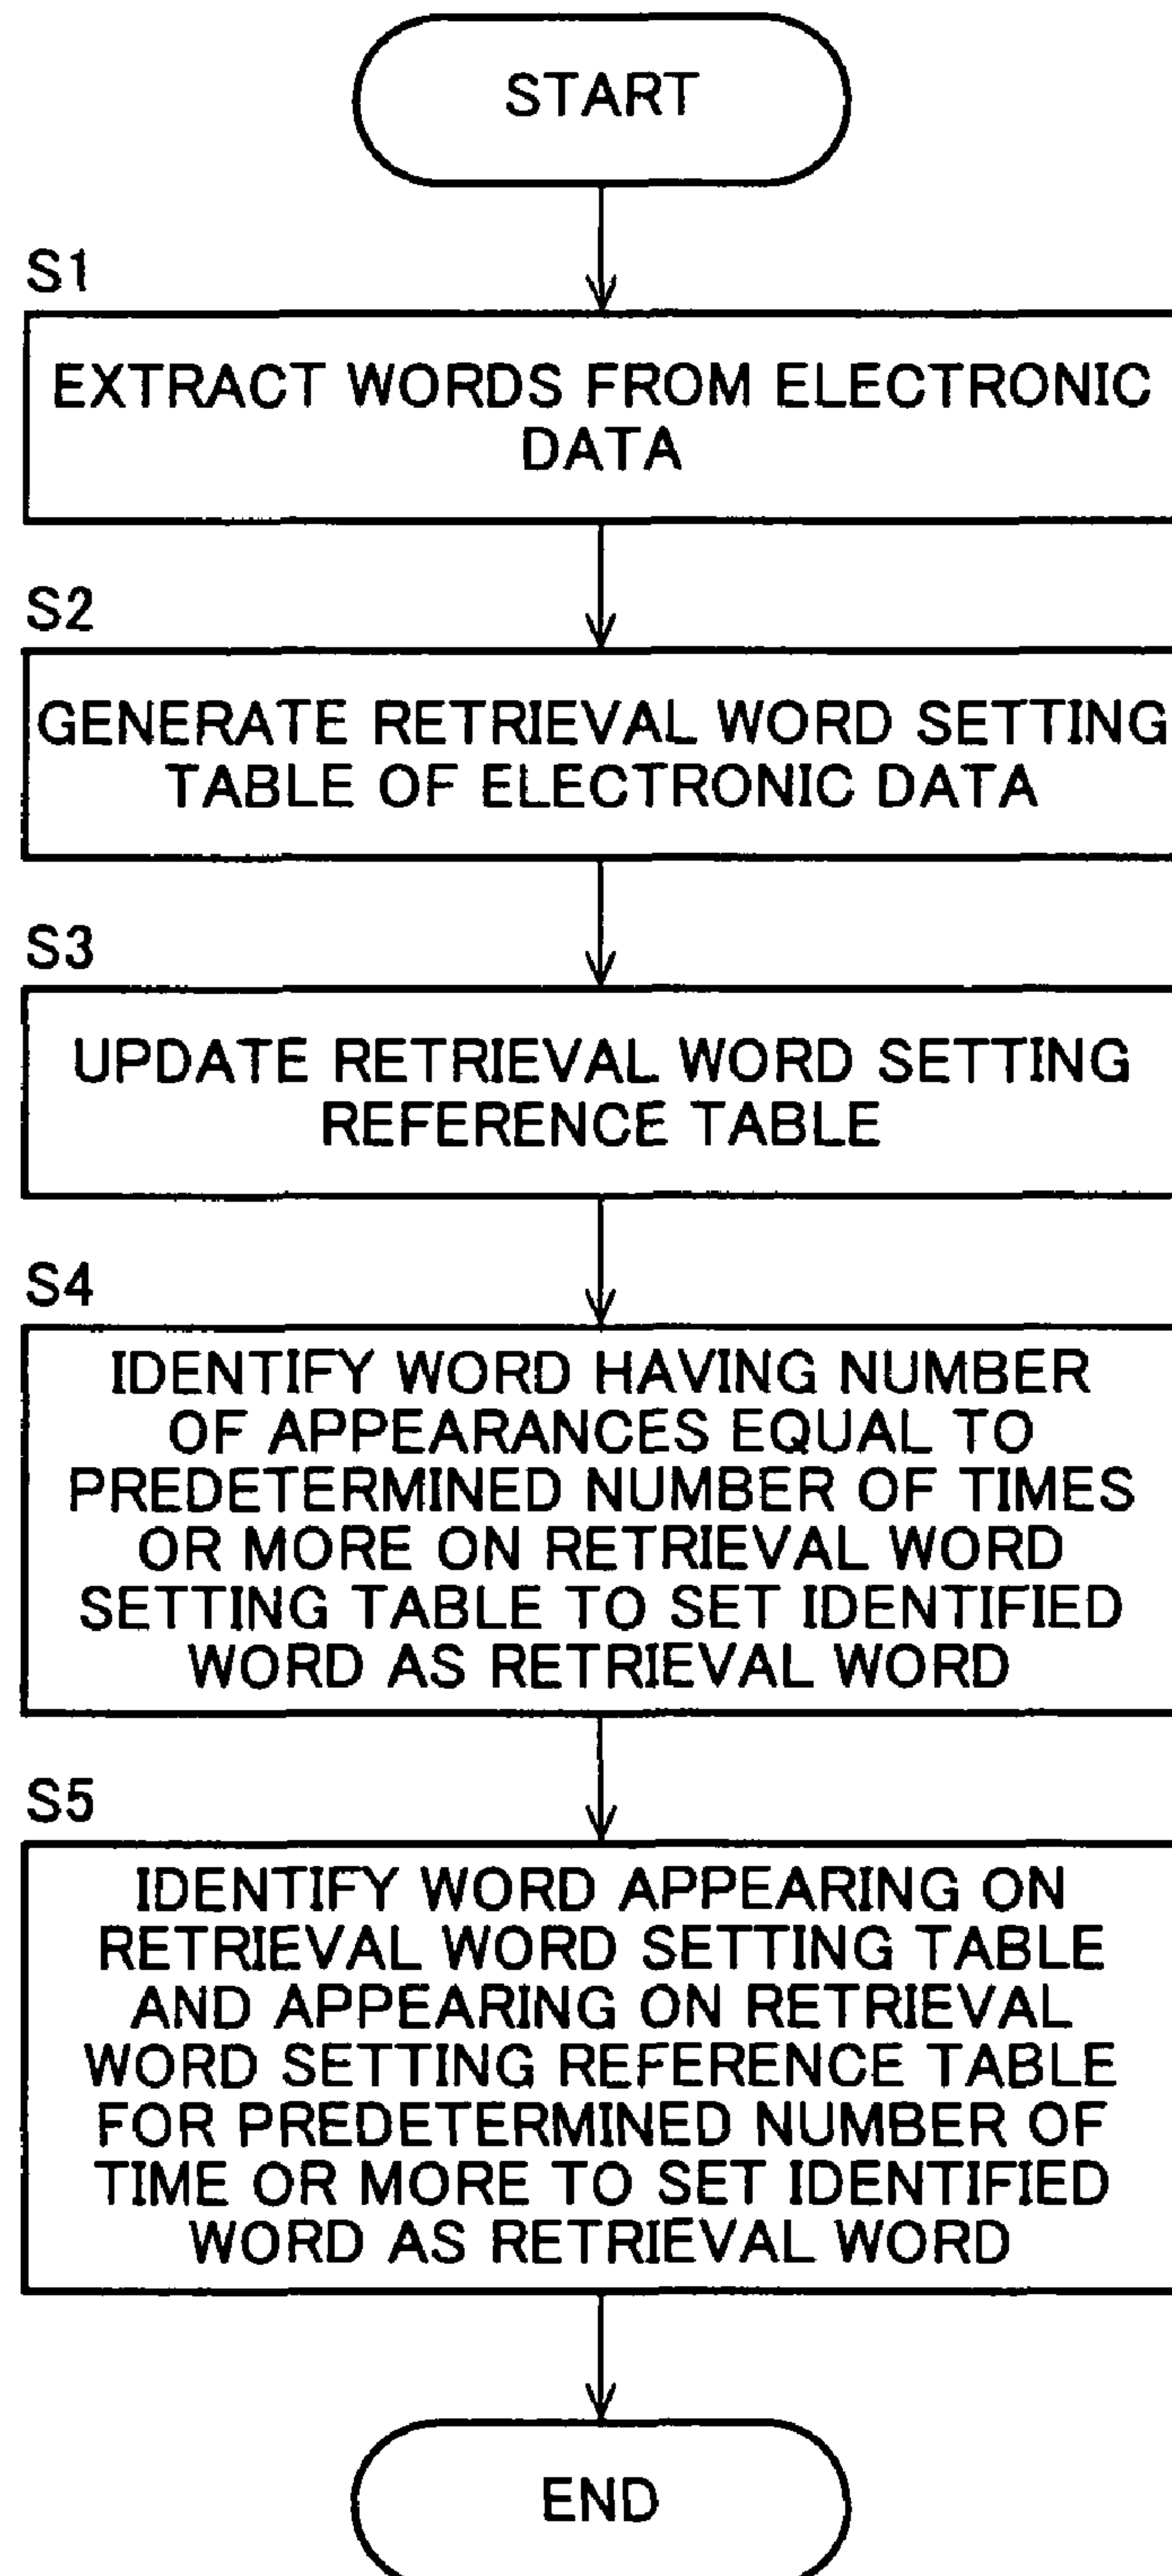 START
S1
EXTRACT WORDS FROM ELECTRONIC
DATA
S2
GENERATE RETRIEVAL WORD SETTING
TABLE OF ELECTRONIC DATA
S3
UPDATE RETRIEVAL WORD SETTING
REFERENCE TABLE
S4
IDENTIFY WORD HAVING NUMBER
OF APPEARANCES EQUAL TO
PREDETERMINED NUMBER OF TIMES
OR MORE ON RETRIEVAL WORD
SETTING TABLE TO SET IDENTIFIED
WORD AS RETRIEVAL WORD
S5
IDENTIFY WORD APPEARING ON
RETRIEVAL WORD SETTING TABLE
AND APPEARING ON RETRIEVAL
WORD SETTING REFERENCE TABLE
FOR PREDETERMINED NUMBER OF
TIME OR MORE TO SET IDENTIFIED
WORD AS RETRIEVAL WORD
END